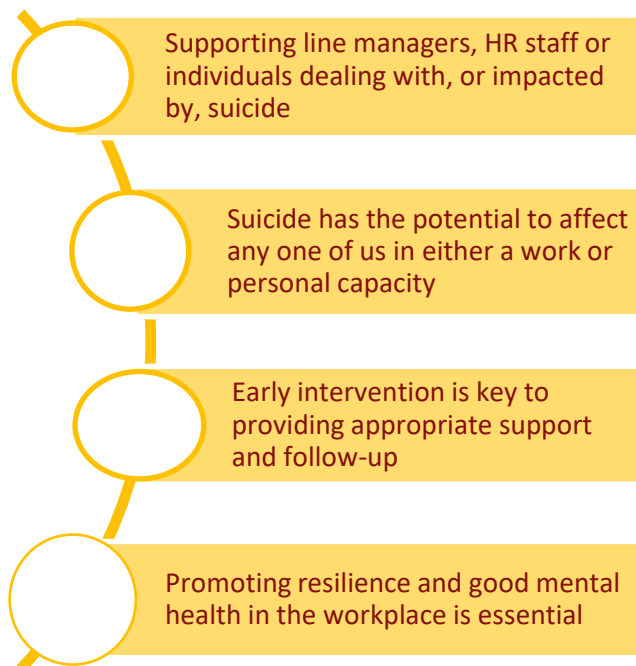 Supporting line managers, HR staff or
individuals dealing with, or impacted
by, suicide
Suicide has the potential to affect
any one of us in either a work or
personal capacity
Early intervention is key to
providing appropriate support
and follow-up
Promoting resilience and good mental
health in the workplace is essential